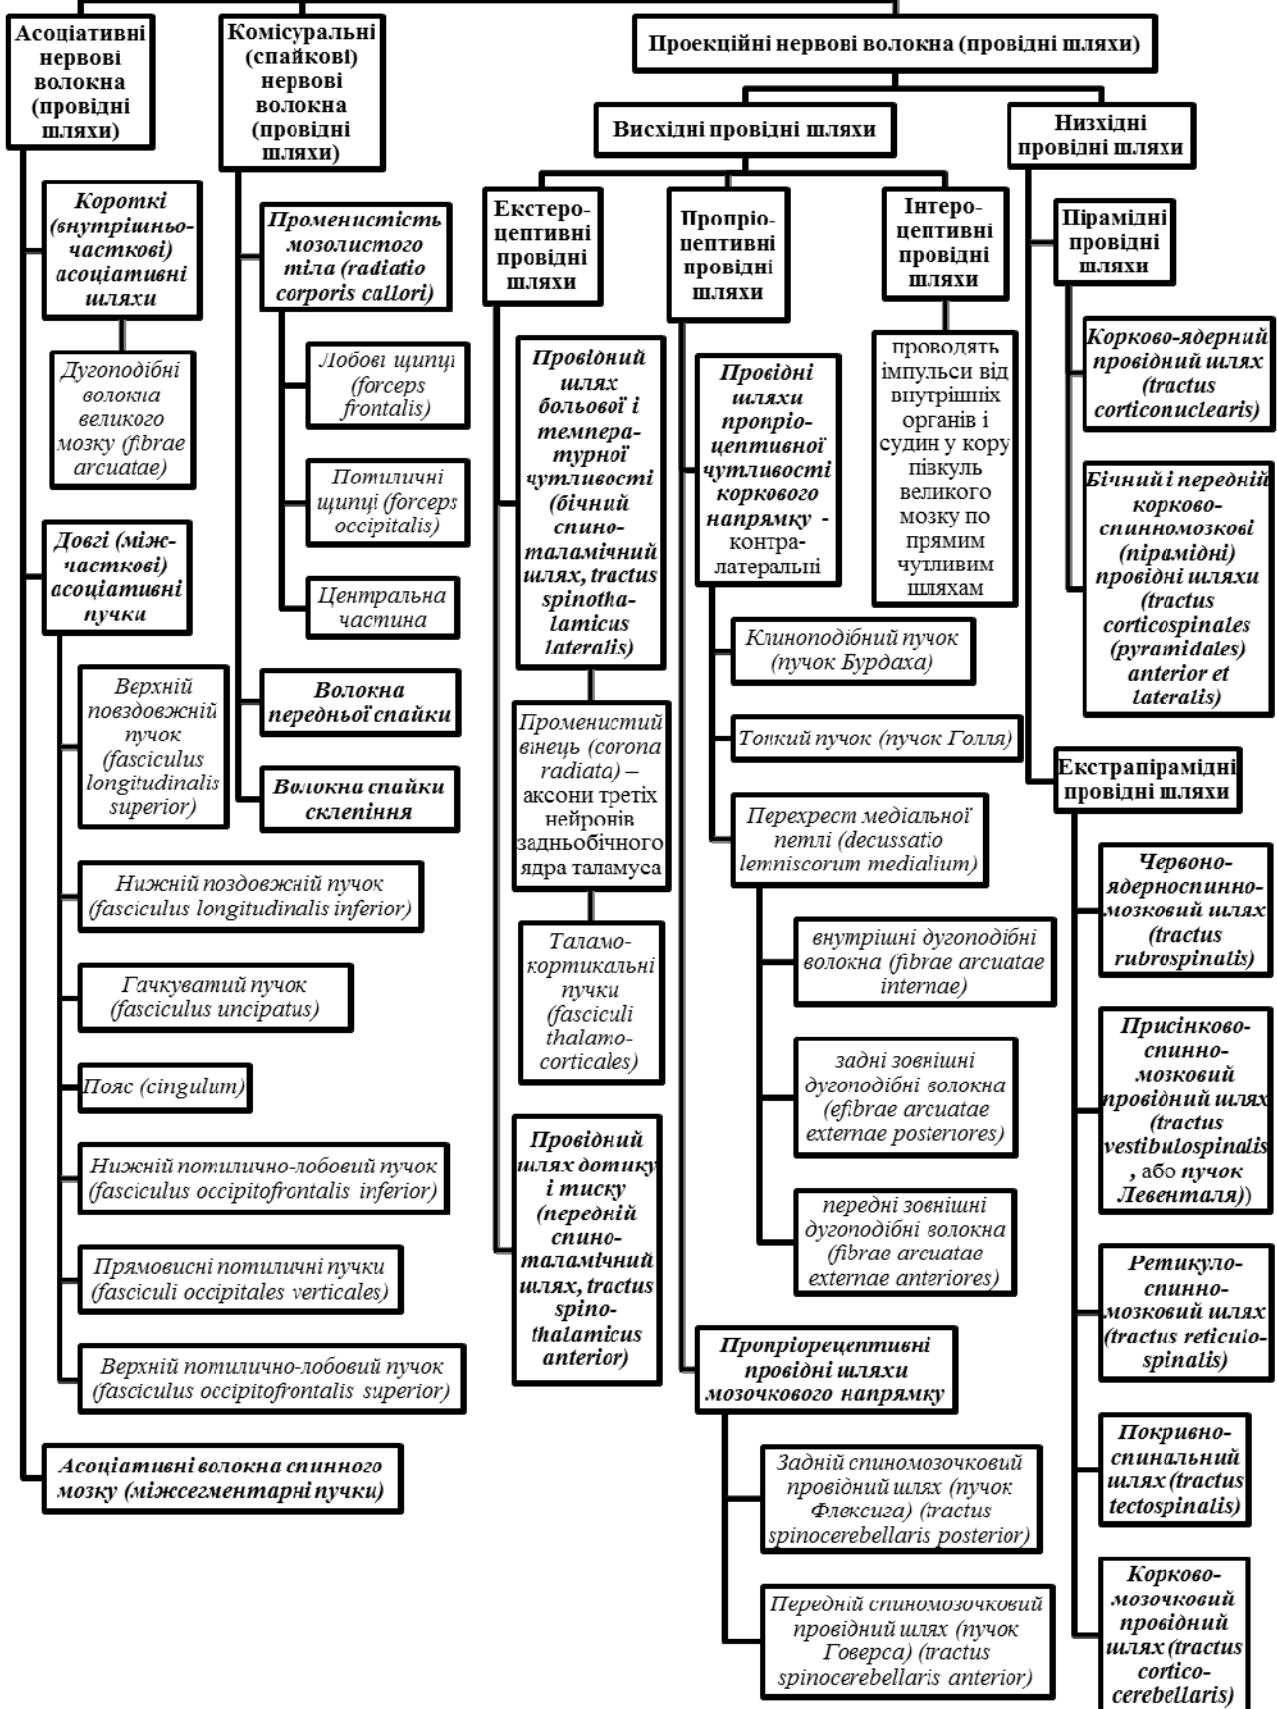 Асоціативні
нервові
волокна
(провідні
шляхи)
Короткі
(внутрішньо-
часткові)
асоціативні
шляхи
Дугоподібні
волокна
великого
мозку (fibrae
arcuatae)
Довгі (між-
часткові)
асоціативні
пучки
Верхній
повздовжній
пучок
(fasciculus
longitudinalis
superior)
Нижній поздовжній пучок
(fasciculus longitudinalis inferior)
Гачкуватий пучок
(fasciculus uncipatus)
Пояс (cingulum)
Нижній потилично-лобовий пучок
(fasciculus occipitofrontalis inferior)
Прямовисні потиличні пучки
(fasciculi occipitales verticales)
Верхній потилично-лобовий пучок
(fasciculus occipitofrontalis superior)
Асоціативні волокна спинного
мозку (міжсегментарні пучки)
Комісуральні
(спайкові)
нервові
волокна
(провідні
шляхи)
Променистість
мозолистого
тіла (radiatio
corporis callori)
Лобові щипці
(forceps
frontalis)
Потиличні
щипці (forceps
occipitalis)
Центральна
частина
Волокна
передньої спайки
Волокна спайки
склепіння
Проекційні нервові волокна (провідні шляхи)
Висхідні провідні шляхи
Екстеро-
цептивні
провідні
шляхи
Провідний
шлях
больової і
темпера-
турної
чутливості
(бічний
спино-
таламічний
шлях, tractus
spinotha-
lamicus
lateralis)
Променистий
вінець (corona
radiata) –
аксони третіх
нейронів
задньобічного
ядра таламуса
Таламо-
кортикальні
пучки
(fasciculi
thalamo-
corticales)
Провідний
шлях дотику
і тиску
(передній
спино-
таламічний
шлях, tractus
spino-
thalamicus
anterior)
Пропріо-
цептивні
провідні
шляхи
Провідні
шляхи
пропріо-
цептивної
чутливості
коркового
напрямку -
контра-
латеральні
Клиноподібний пучок
(пучок Бурдаха)
Тонкий пучок (пучок Голля)
Перехрест медіальної
петлі (decussatio
lemniscorum medialium)
внутрішні дугоподібні
волокна (fibrae arcuatae
internae)
задні зовнішні
дугоподібні волокна
(efibrae arcuatae
externae posteriores)
передні зовнішні
дугоподібні волокна
(fibrae arcuatae
externae anteriores)
Пропріорецептивні
провідні шляхи
мозочкового напрямку
Задній спиномозочковий
провідний шлях (пучок
Флексига) (tractus
spinocerebellaris posterior)
Передній спиномозочковий
провідний шлях (пучок
Говерса) (tractus
spinocerebellaris anterior)
Інтеро-
цептивні
провідні
шляхи
проводять
імпульси від
внутрішніх
органів і
судин у кору
півкуль
великого
мозку по
прямим
чутливим
шляхам
Низхідні
провідні шляхи
Пірамідні
провідні
шляхи
Корково-ядерний
провідний шлях
(tractus
corticonuclearis)
Бічний і передній
корково-
спинномозкові
(пірамідні)
провідні шляхи
(tractus
corticospinales
(pyramidales)
anterior et
lateralis)
Екстрапірамідні
провідні шляхи
Червоно-
ядерноспинно-
мозковий шлях
(tractus
rubrospinalis)
Присінково-
спинно-
мозковий
провідний шлях
(tractus
vestibulospinalis
, або пучок
Левенталя))
Ретикуло-
спинно-
мозковий шлях
(tractus reticulo-
spinalis)
Покривно-
спинальний
шлях (tractus
tectospinalis)
Корково-
мозочковий
провідний
шлях (tractus
cortico-
cerebellaris)